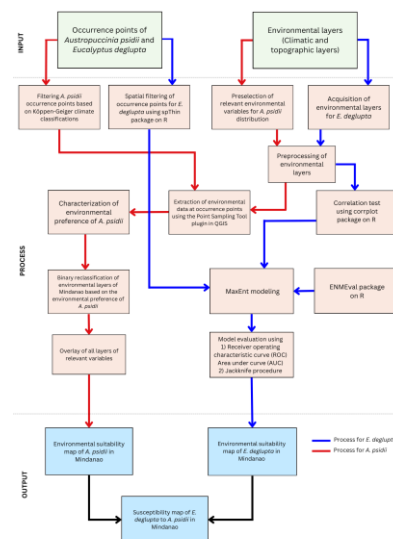 INPUT
Occurrence points of
Austropuccinia psidii and
Eucalyptus deglupta
Environmental layers
(Climatic and
topographic layers)
PROCESS
Filtering A. psidii
occurrence points based
on Köppen-Geiger climate
classifications
Spatial filtering of
occurrence points for E.
deglupta using spThin
package on R
Preselection of
relevant environmental
variables for A. psidii
distribution
Acquisition of
environmental layers
for E. deglupta
Preprocessing of
environmental
layers
Characterization of
environmental
preference of A. psidii
Extraction of environmental
data at occurrence points
using the Point Sampling Tool
plugin in QGIS
Correlation test
using corrplot
package on R
Binary reclassification of
environmental layers of
Mindanao based on the
environmental preference of
A. psidii
MaxEnt modeling
ENMEval package
on R
Overlay of all layers of
relevant variables
Model evaluation using
1) Receiver operating
characteristic curve (ROC)
Area under curve (AUC)
2) Jackknife procedure
OUTPUT
Environmental suitability
map of A. psidii in
Mindanao
Environmental suitability
map of E. deglupta in
Mindanao
Process for E. deglupta
Process for A. psidii
Susceptibility map of E.
deglupta to A. psidii in
Mindanao